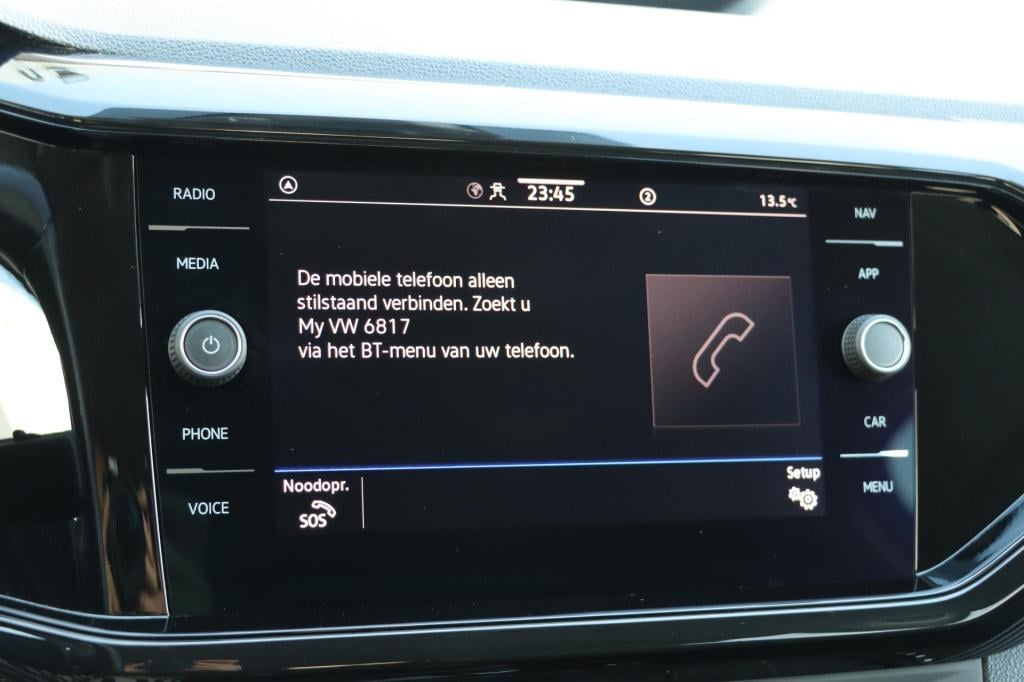 RADIO
MEDIA
PHONE
VOICE
23:45
2
13.5°C
De mobiele telefoon alleen
stilstaand verbinden. Zoekt u
My VW 6817
via het BT-menu van uw telefoon.
Noodopr.
SOS
Setup
NAV
APP
CAR
MENU